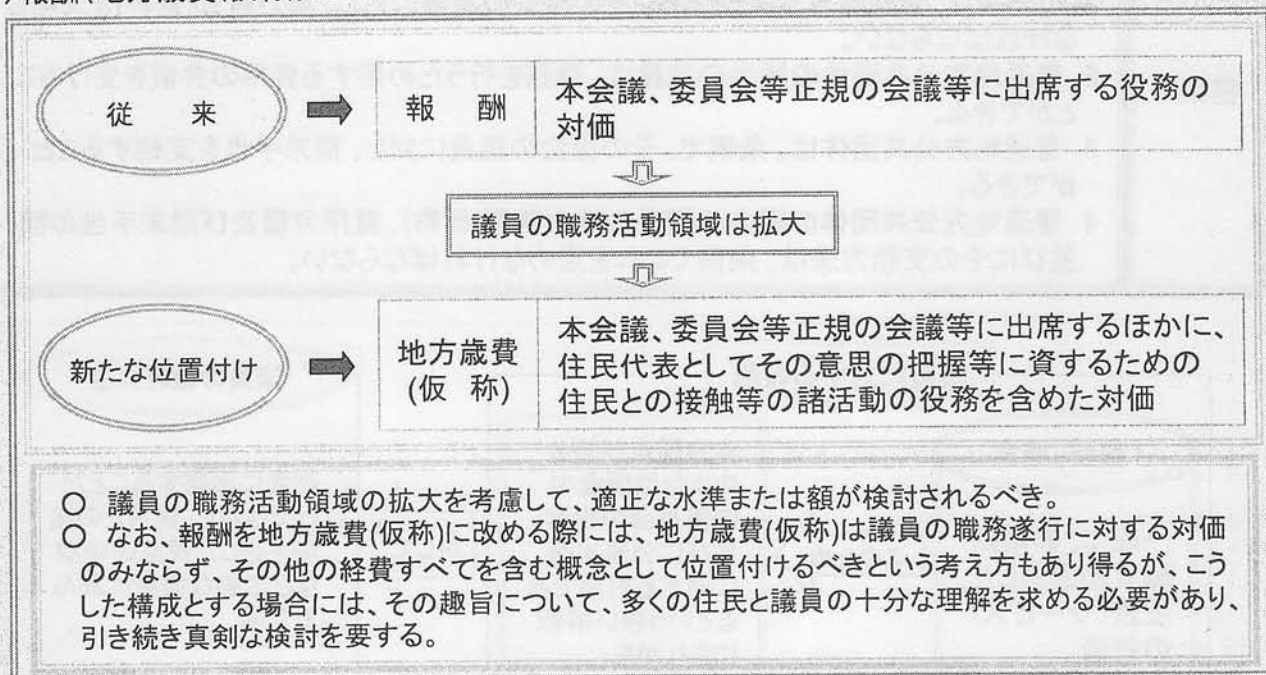 従　来
報　酬
本会議、委員会等正規の会議等に出席する役務の
対価
議員の職務活動領域は拡大
新たな位置付け
地方歳費
(仮　称)
本会議、委員会等正規の会議等に出席するほかに、
住民代表としてその意思の把握等に資するための
住民との接触等の諸活動の役務を含めた対価
○　議員の職務活動領域の拡大を考慮して、適正な水準または額が検討されるべき。
○　なお、報酬を地方歳費(仮称)に改める際には、地方歳費(仮称)は議員の職務遂行に対する対価
のみならず、その他の経費すべてを含む概念として位置付けるべきという考え方もあり得るが、こう
した構成とする場合には、その趣旨について、多くの住民と議員の十分な理解を求める必要があり、
引き続き真剣な検討を要する。